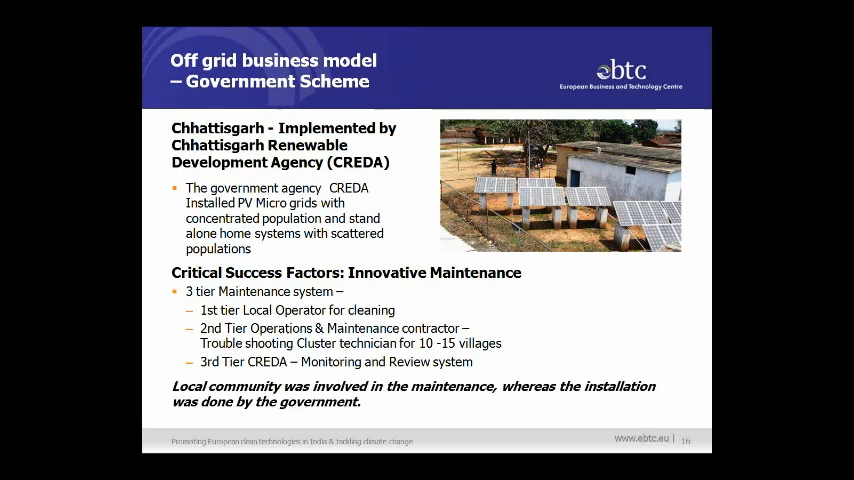 Off grid business model
– Government Scheme
ebtc
European Business and Technology Centre
Chhattisgarh - Implemented by
Chhattisgarh Renewable
Development Agency (CREDA)
The government agency CREDA
Installed PV Micro grids with
concentrated population and stand
alone home systems with scattered
populations
Critical Success Factors: Innovative Maintenance
3 tier Maintenance system –
– 1st tier Local Operator for cleaning
– 2nd Tier Operations & Maintenance contractor –
Trouble shooting Cluster technician for 10 -15 villages
– 3rd Tier CREDA – Monitoring and Review system
Local community was involved in the maintenance, whereas the installation
was done by the government.
Promoting European clean technologies in India & Tackling climate change
www.ebtc.eu | 16